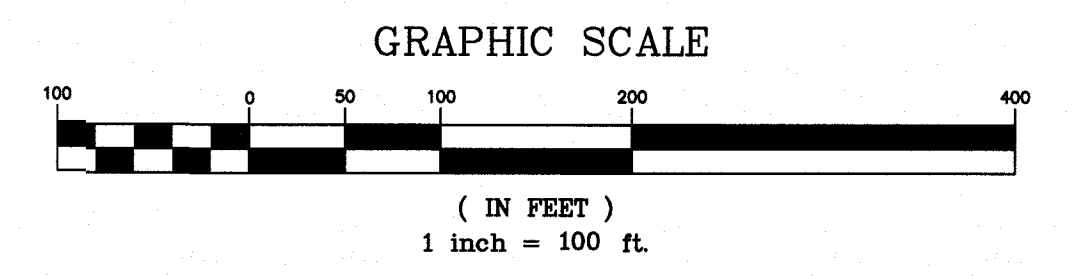 GRAPHIC SCALE
100 0 50 100 200 400
( IN FEET )
1 inch = 100 ft.